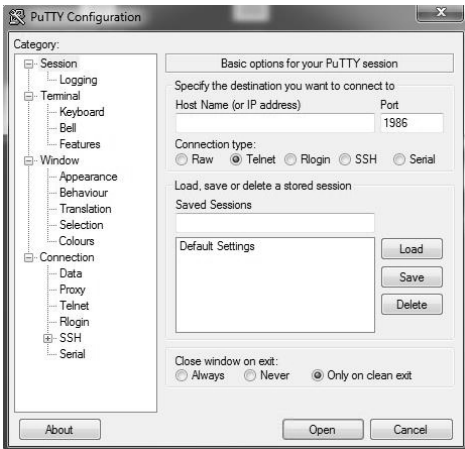 PuTTY Configuration
Category:
Session
Logging
Terminal
Keyboard
Bell
Features
Window
Appearance
Behaviour
Translation
Selection
Colours
Connection
Data
Proxy
Telnet
Rlogin
SSH
Serial
Basic options for your PuTTY session
Specify the destination you want to connect to
Host Name (or IP address) Port
1986
Connection type:
Raw Telnet Rlogin SSH Serial
Load, save or delete a stored session
Saved Sessions
Default Settings
Load
Save
Delete
Close window on exit:
Always Never Only on clean exit
About Open Cancel